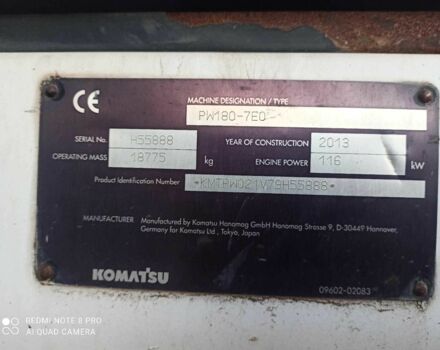 CE
MACHINE DESIGNATION / TYPE
PW180-7E0
SERIAL No. H55888 YEAR OF CONSTRUCTION 2013
OPERATING MASS 18775 kg ENGINE POWER 116 kW
Product Identification Number KMTPW021V79H55888
MANUFACTURER Manufactured by Komatsu Hanomag GmbH Hanomag Strasse 9, D-30449 Hannover,
Germany for Komatsu Ltd., Tokyo, Japan
KOMATSU
09602-02083
REDMI NOTE 8 PRO
AI QUAD CAMERA